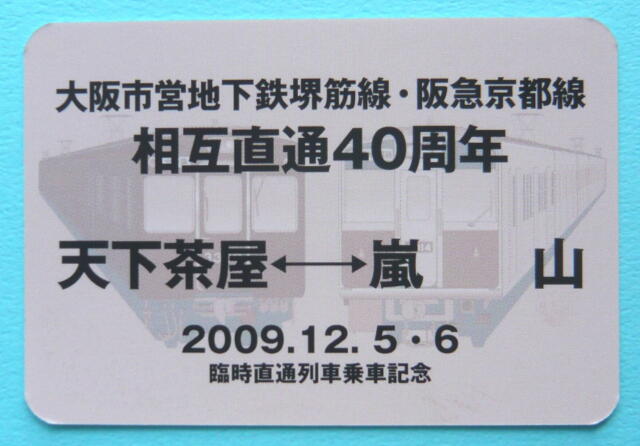 大阪市営地下鉄堺筋線・阪急京都線
相互直通40周年
天下茶屋←→嵐　山
2009.12. 5・6
臨時直通列車乗車記念